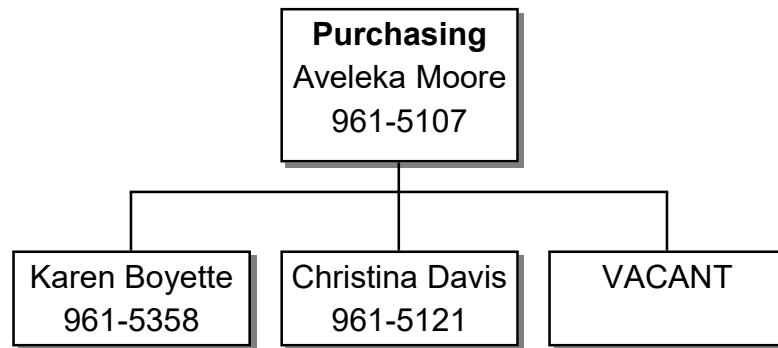 Purchasing
Aveleka Moore
961-5107
Karen Boyette
961-5358
Christina Davis
961-5121
VACANT